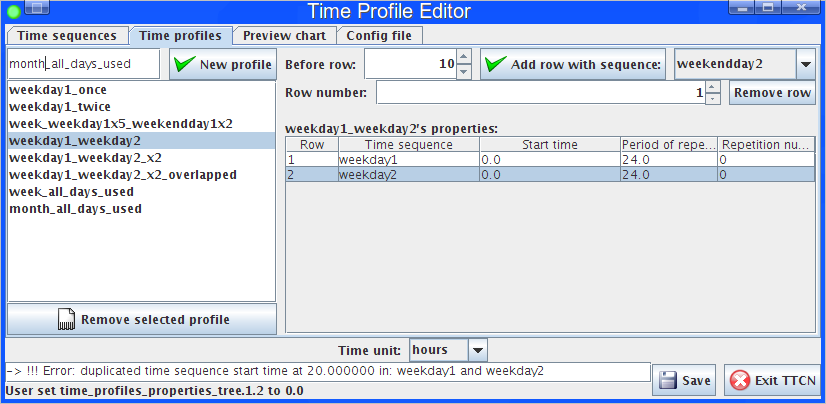 Time Profile Editor
Time sequences Time profiles Preview chart Config file
month_all_days_used New profile Before row: 10 Add row with sequence: weekendday2
Row number: 1 Remove row
weekday1_once
weekday1_twice
week_weekday1x5_weekendday1x2
weekday1_weekday2
weekday1_weekday2_x2
weekday1_weekday2_x2_overlapped
week_all_days_used
month_all_days_used
Remove selected profile
weekday1_weekday2's properties:
Row Time sequence Start time Period of repe... Repetition nu...
1 weekday1 0.0 24.0 0
2 weekday2 0.0 24.0 0
Time unit: hours
-> !!! Error: duplicated time sequence start time at 20.000000 in: weekday1 and weekday2
User set time_profiles_properties_tree.1.2 to 0.0
Save Exit TTCN